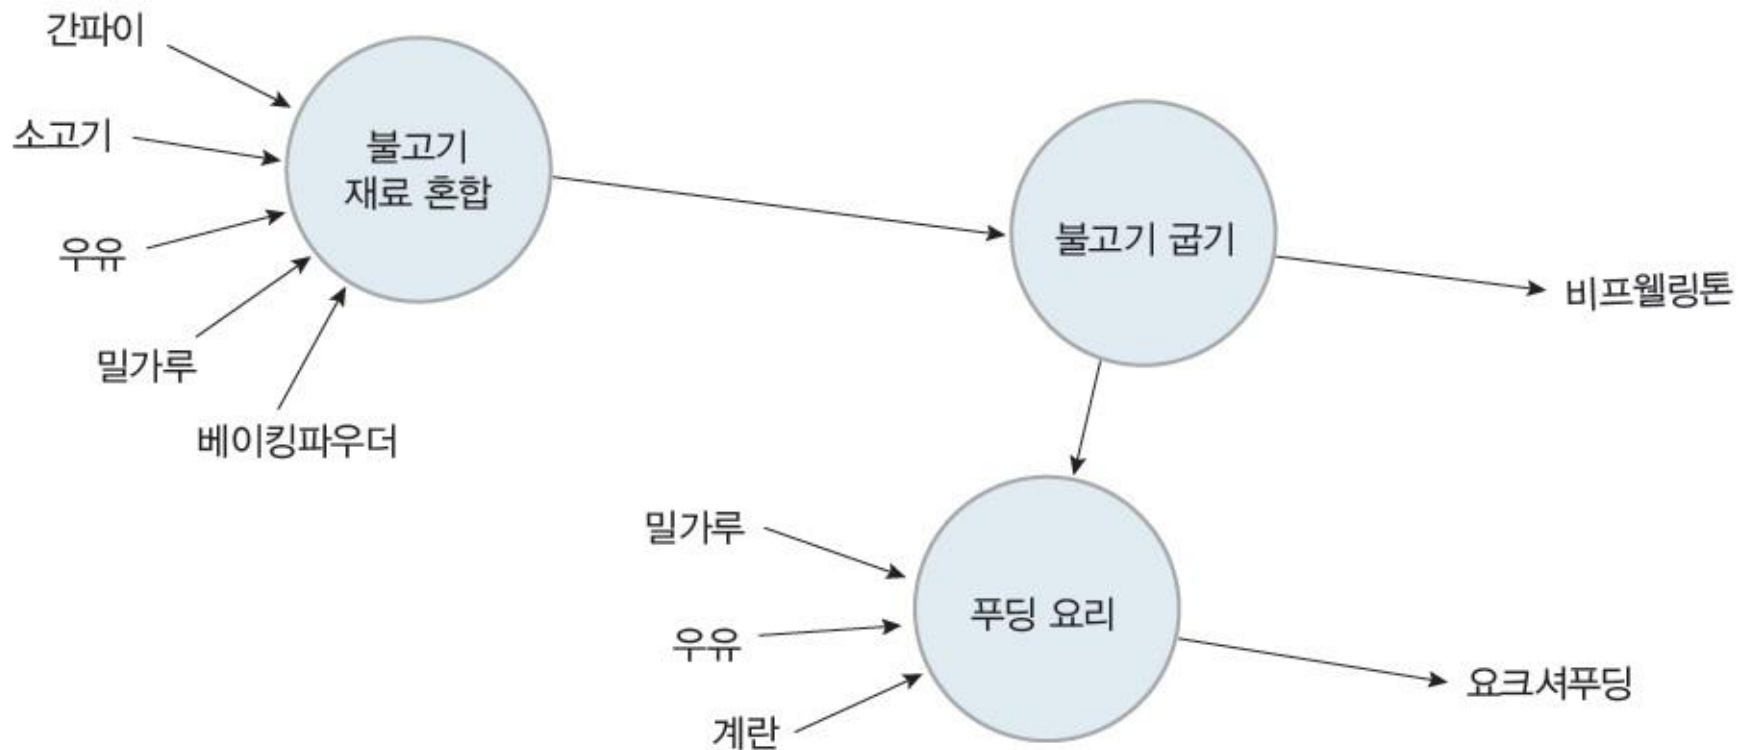 간파이
소고기
우유
밀가루
베이킹파우더
불고기
재료 혼합
불고기 굽기
비프웰링톤
밀가루
우유
계란
푸딩 요리
요크셔푸딩